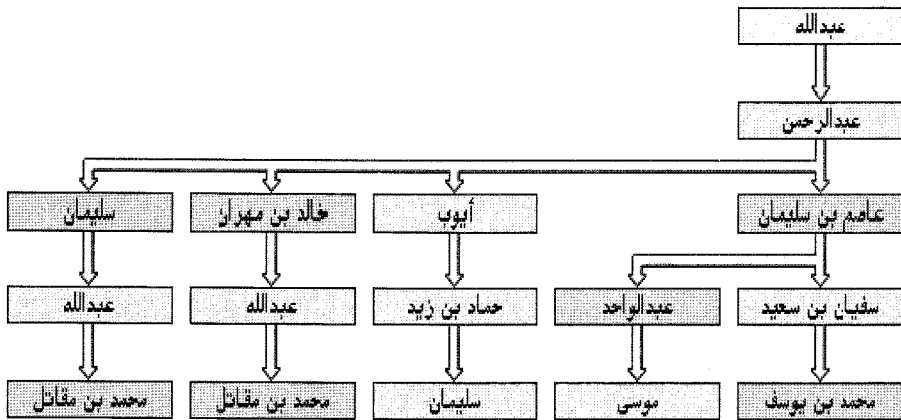 عبدالله
عبدالرحمن
عاصم بن سليمان
أيوب
خالد بن مهران
سليمان
سفيان بن سعيد
عبدالواحد
حماد بن زيد
عبدالله
عبدالله
محمد بن يوسف
موسى
سليمان
محمد بن مقاتل
محمد بن مقاتل